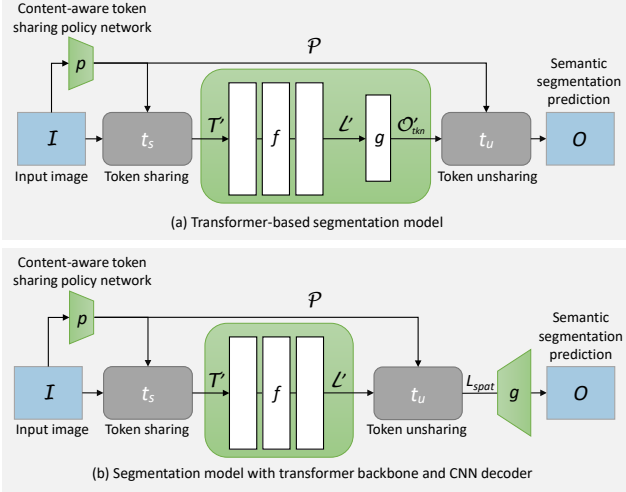 Content-aware token
sharing policy network
p
𝒫
Semantic
segmentation
prediction
I
t_s
𝒯′
f
ℒ′
g
𝒪′_tkn
t_u
O
Input image
Token sharing
Token unsharing
(a) Transformer-based segmentation model
Content-aware token
sharing policy network
p
𝒫
Semantic
segmentation
prediction
I
t_s
𝒯′
f
ℒ′
t_u
L_spat
g
O
Input image
Token sharing
Token unsharing
(b) Segmentation model with transformer backbone and CNN decoder